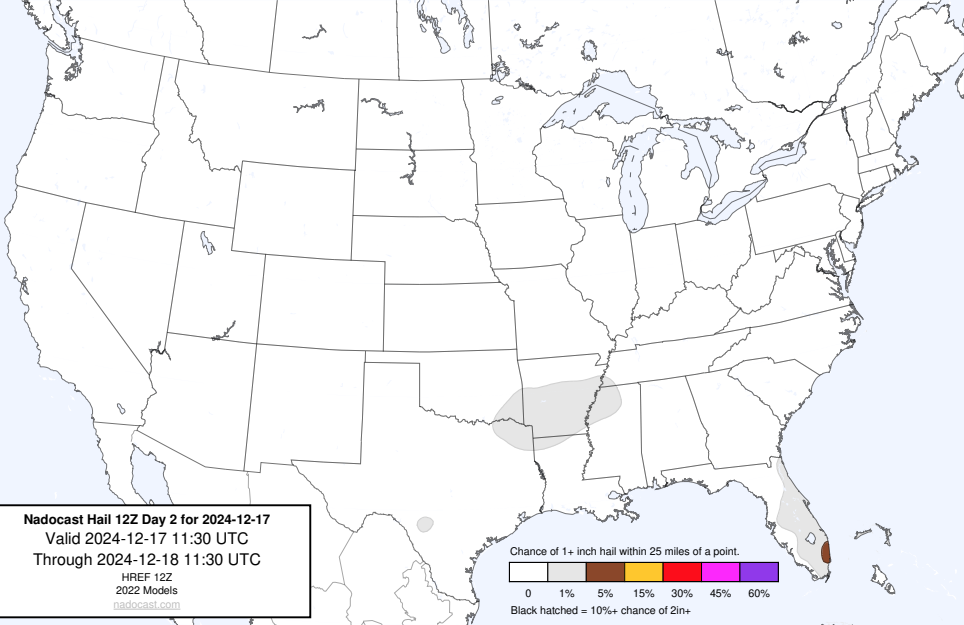 Nadocast Hail 12Z Day 2 for 2024-12-17
Valid 2024-12-17 11:30 UTC
Through 2024-12-18 11:30 UTC
HREF 12Z
2022 Models
nadocast.com
Chance of 1+ inch hail within 25 miles of a point.
0 1% 5% 15% 30% 45% 60%
Black hatched = 10%+ chance of 2in+